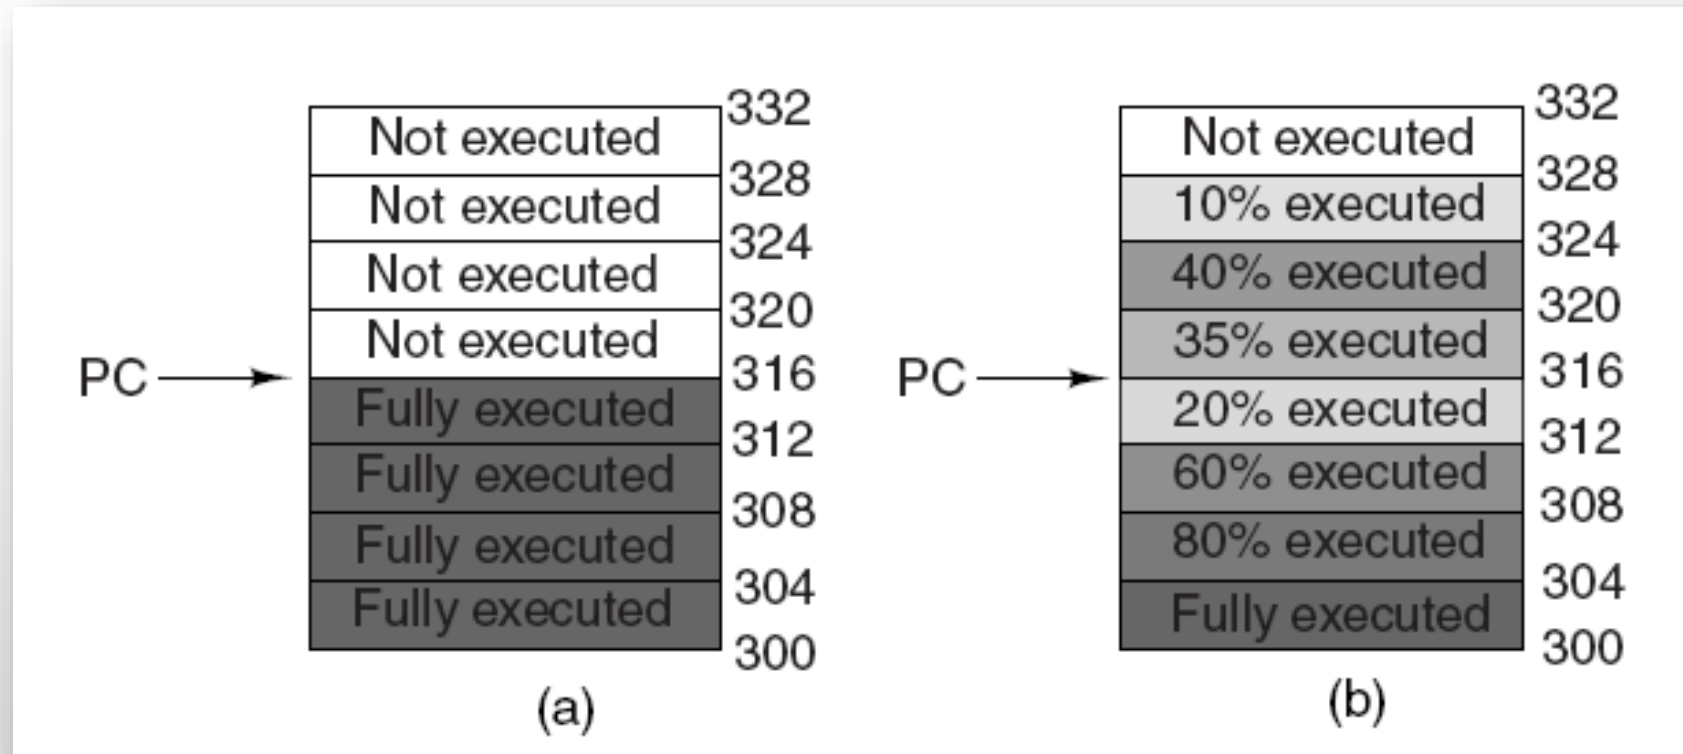 332
Not executed
328
Not executed
324
Not executed
320
Not executed
PC
316
Fully executed
312
Fully executed
308
Fully executed
304
Fully executed
300
(a)
332
Not executed
328
10% executed
324
40% executed
320
35% executed
PC
316
20% executed
312
60% executed
308
80% executed
304
Fully executed
300
(b)